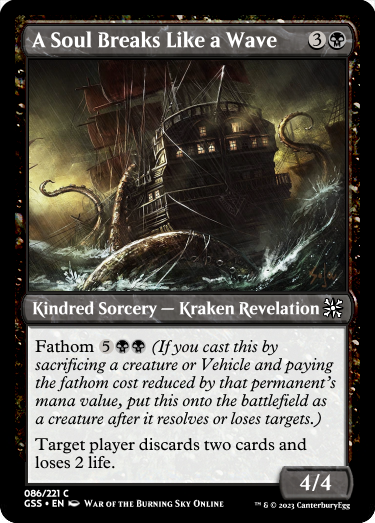 A Soul Breaks Like a Wave 3
Kindred Sorcery — Kraken Revelation
Fathom 5 (If you cast this by
sacrificing a creature or Vehicle and paying
the fathom cost reduced by that permanent's
mana value, put this onto the battlefield as
a creature after it resolves or loses targets.)
Target player discards two cards and
loses 2 life.
4/4
086/221 C
GSS • EN War of the Burning Sky Online
™ & © 2023 CanterburyEgg